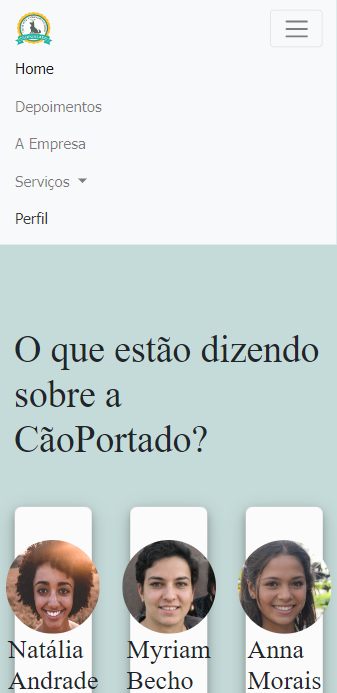 Home
Depoimentos
A Empresa
Serviços
Perfil
O que estão dizendo
sobre a
CãoPortado?
Natália
Andrade
Myriam
Becho
Anna
Morais